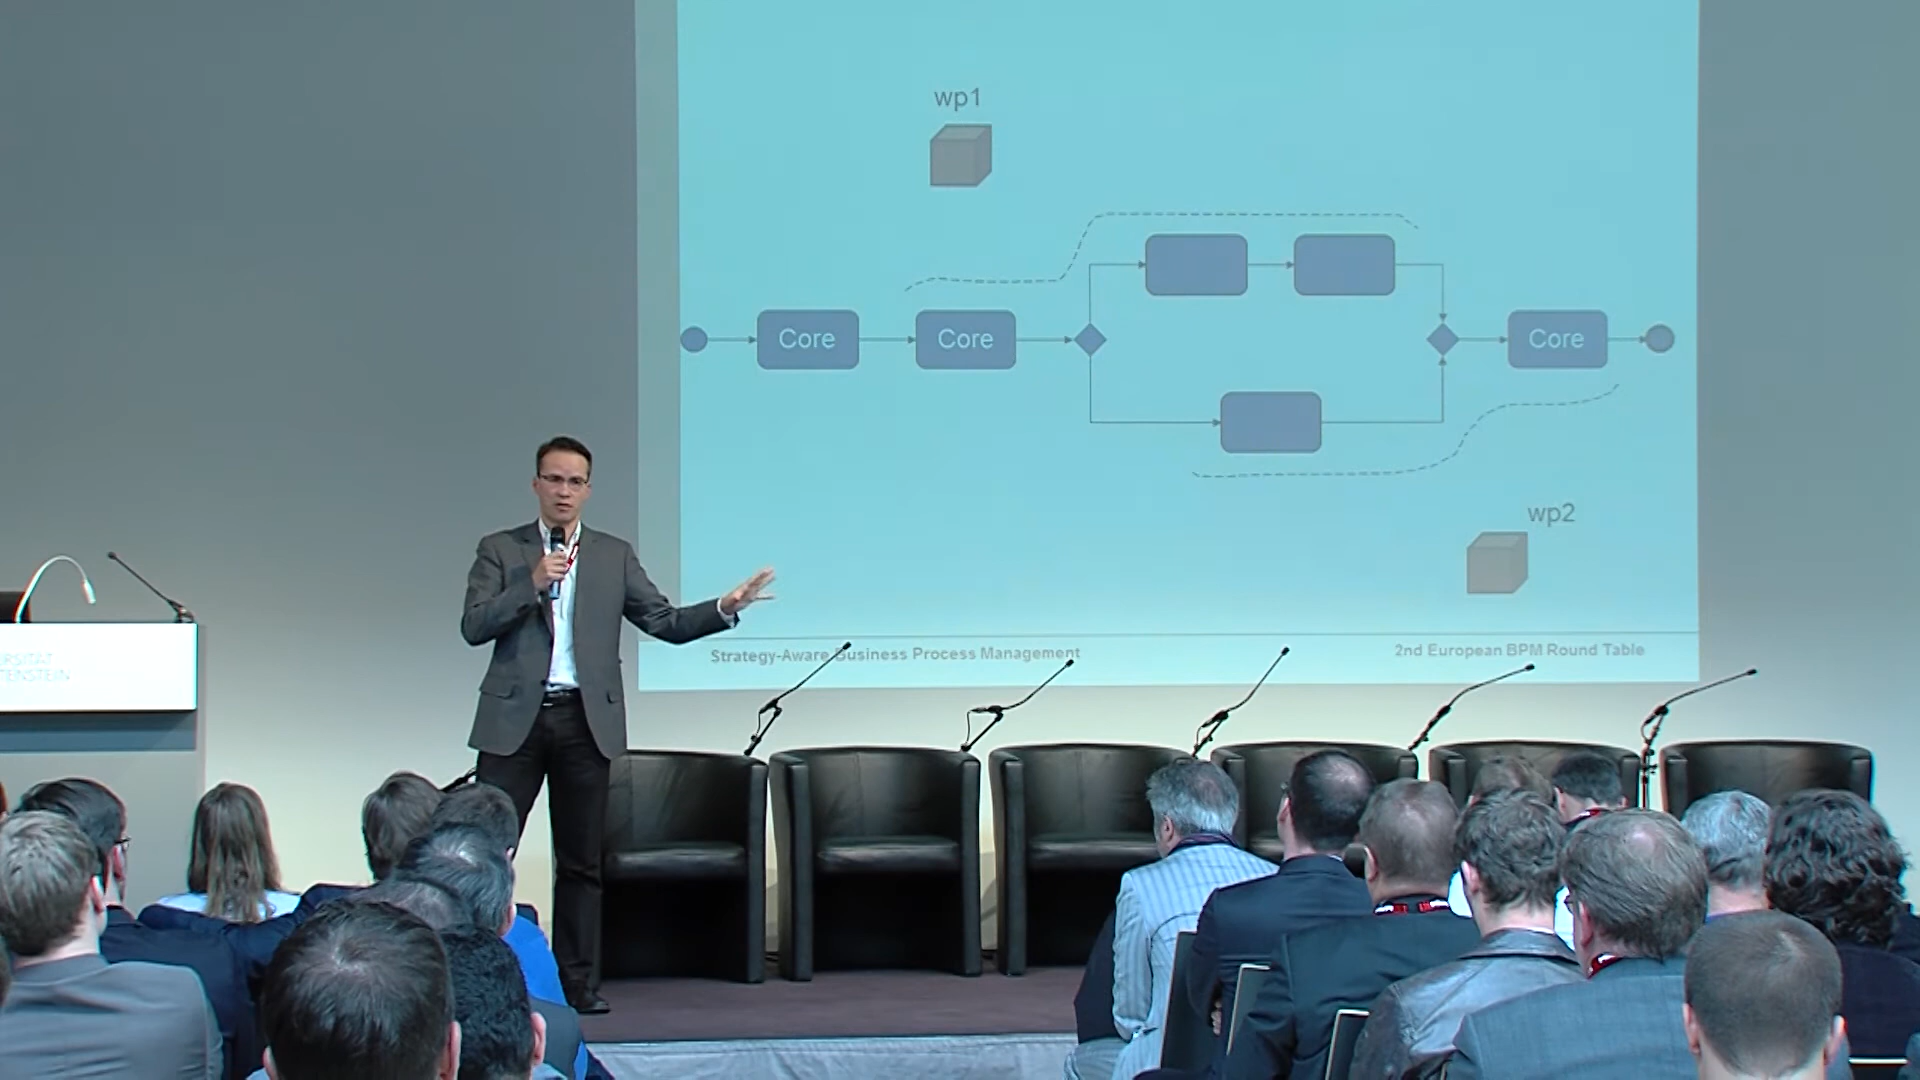 wp1
Core
Core
Core
wp2
Strategy-Aware Business Process Management
2nd European BPM Round Table